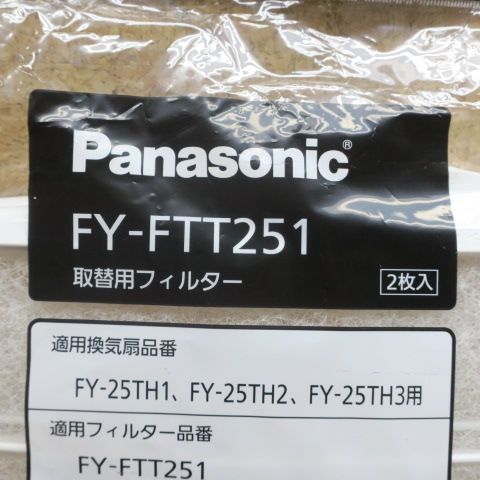 Panasonic®
FY-FTT251
取替用フィルター 2枚入
適用換気扇品番
FY-25TH1、FY-25TH2、FY-25TH3用
適用フィルター品番
FY-FTT251